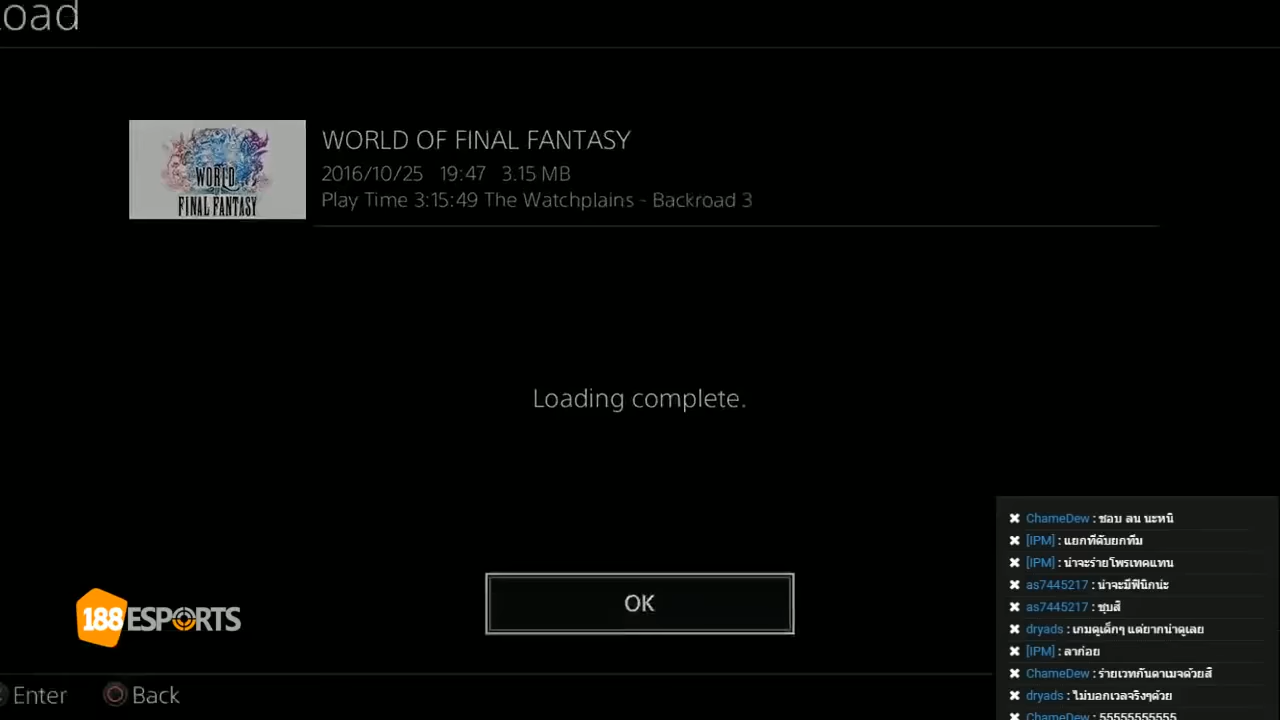 oad
WORLD OF FINAL FANTASY
2016/10/25 19:47 3.15 MB
Play Time 3:15:49 The Watchplains - Backroad 3
WORLD
OF
FINAL FANTASY
Loading complete.
OK
188ESPORTS
Enter Back
ChameDew : ชอบ ลน นะหนิ
[IPM] : แยกทีดับยกทีม
[IPM] : น่าจะร่ายโพรเทคแทน
as7445217 : น่าจะมีฟีนิกน่ะ
as7445217 : ชุบสิ
dryads : เกมดูเด็กๆ แต่ยากน่าดูเลย
[IPM] : ลาก่อย
ChameDew : ร่ายเวทกันดาเมจด้วยสิ
dryads : ไม่บอกเวลจริงๆด้วย
ChameDew : 55555555555